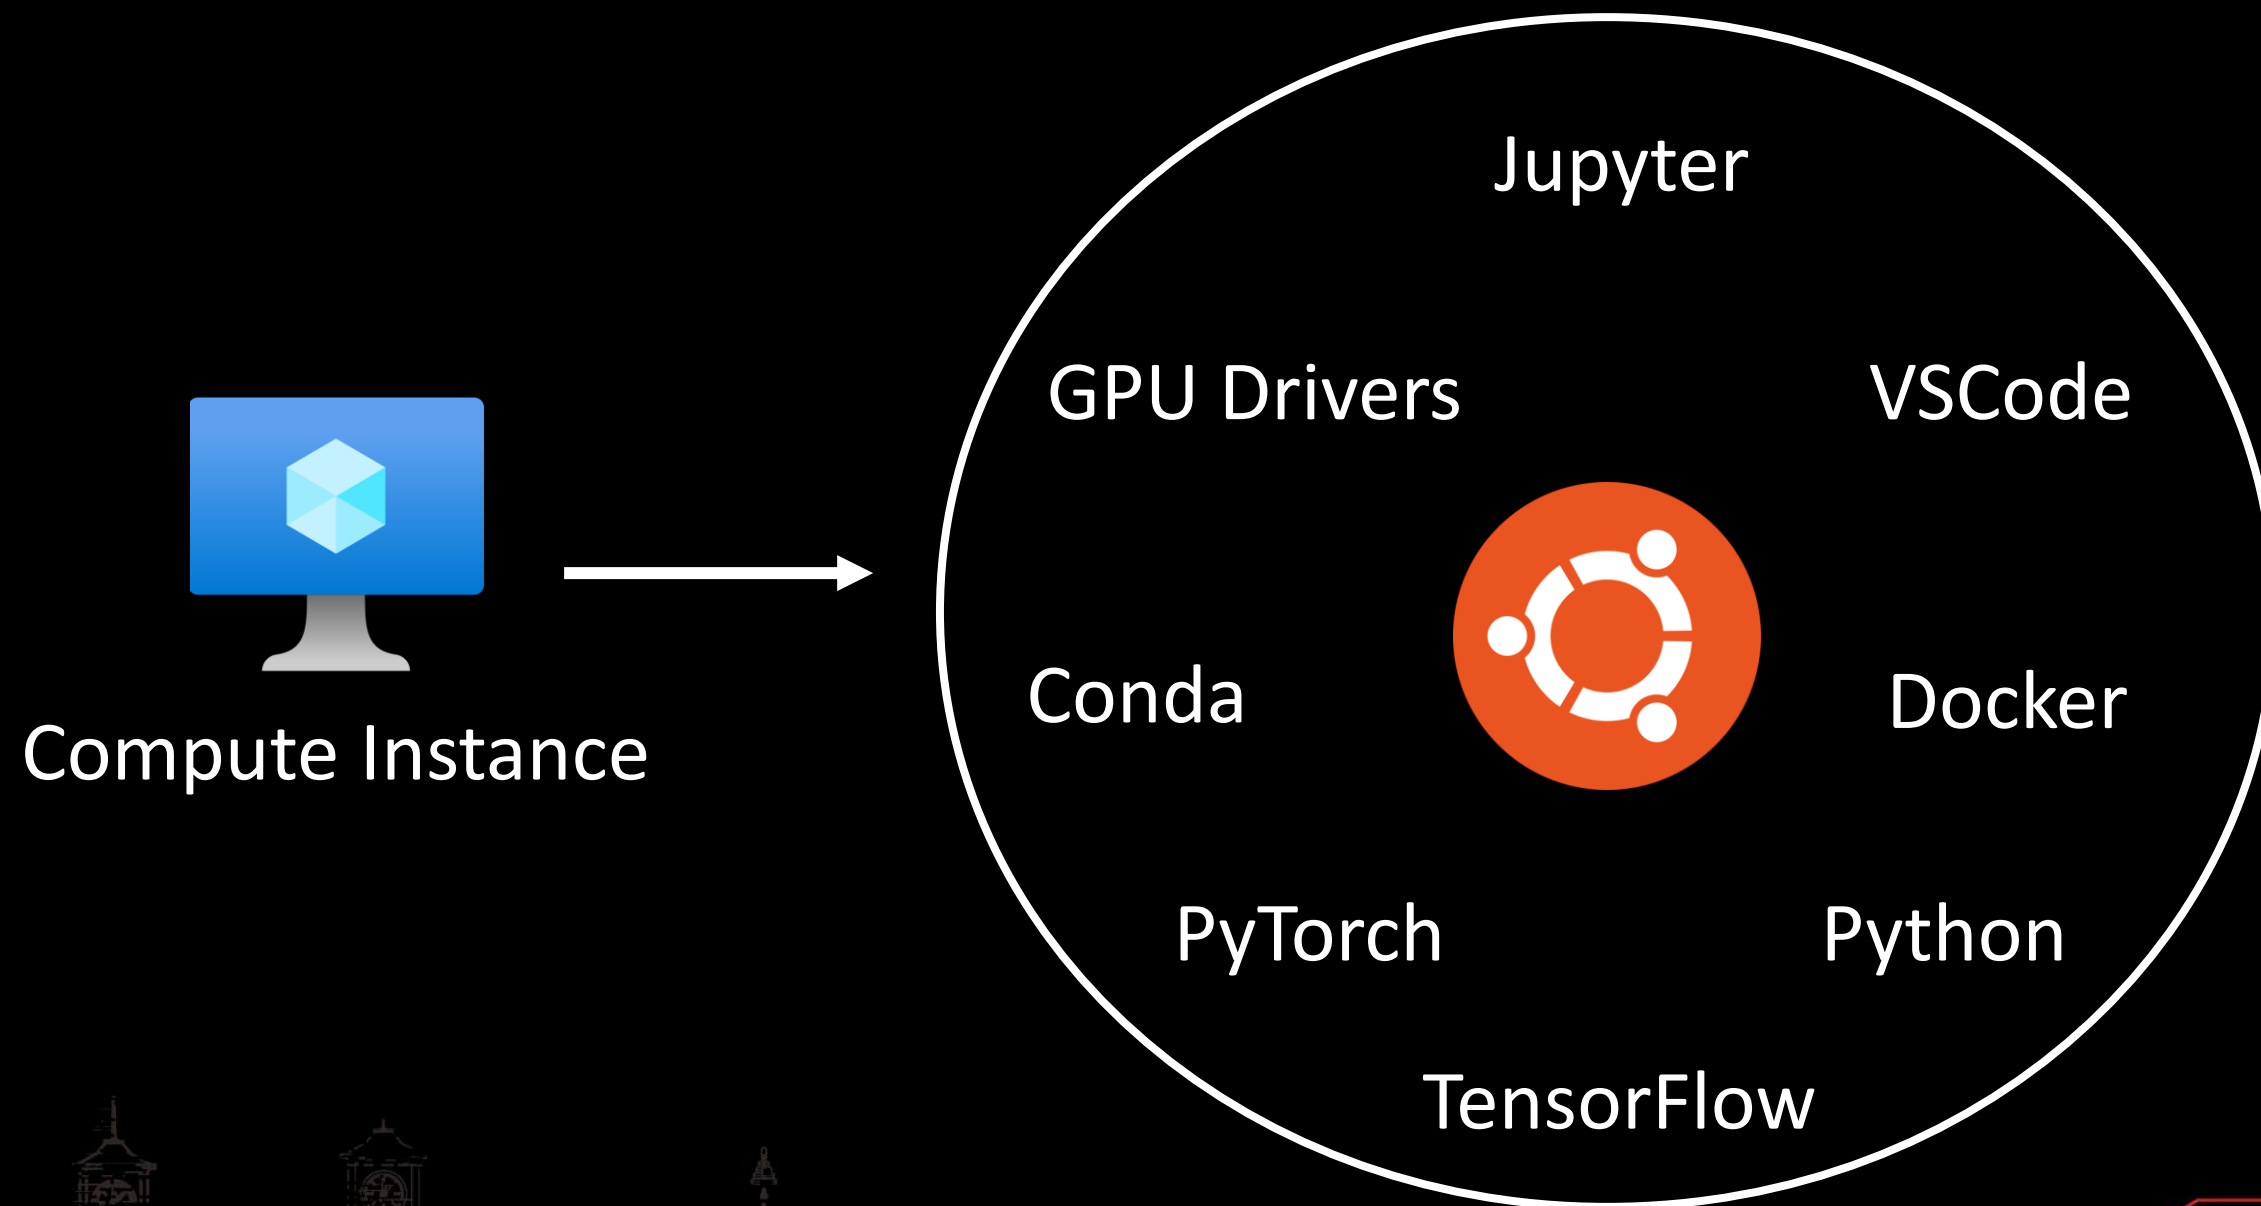 Jupyter
GPU Drivers
VSCode
Conda
Docker
Compute Instance
PyTorch
Python
TensorFlow